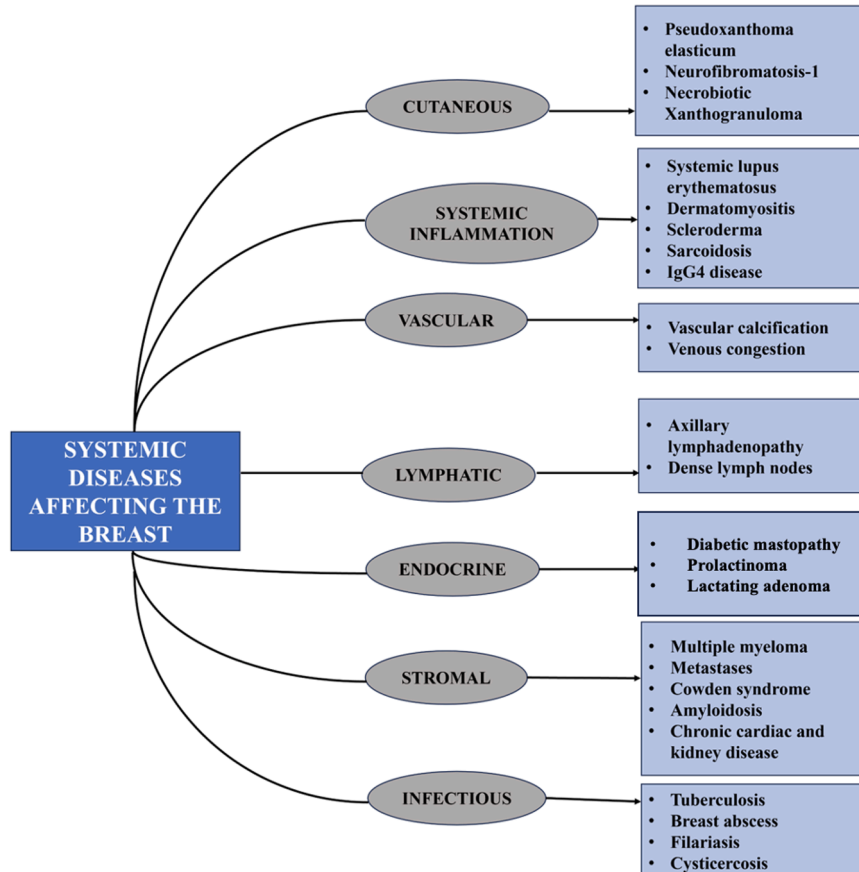 SYSTEMIC
DISEASES
AFFECTING THE
BREAST
CUTANEOUS
• Pseudoxanthoma
elasticum
• Neurofibromatosis-1
• Necrobiotic
Xanthogranuloma
SYSTEMIC
INFLAMMATION
• Systemic lupus
erythematosus
• Dermatomyositis
• Scleroderma
• Sarcoidosis
• IgG4 disease
VASCULAR
• Vascular calcification
• Venous congestion
LYMPHATIC
• Axillary
lymphadenopathy
• Dense lymph nodes
ENDOCRINE
• Diabetic mastopathy
• Prolactinoma
• Lactating adenoma
STROMAL
• Multiple myeloma
• Metastases
• Cowden syndrome
• Amyloidosis
• Chronic cardiac and
kidney disease
INFECTIOUS
• Tuberculosis
• Breast abscess
• Filariasis
• Cysticercosis